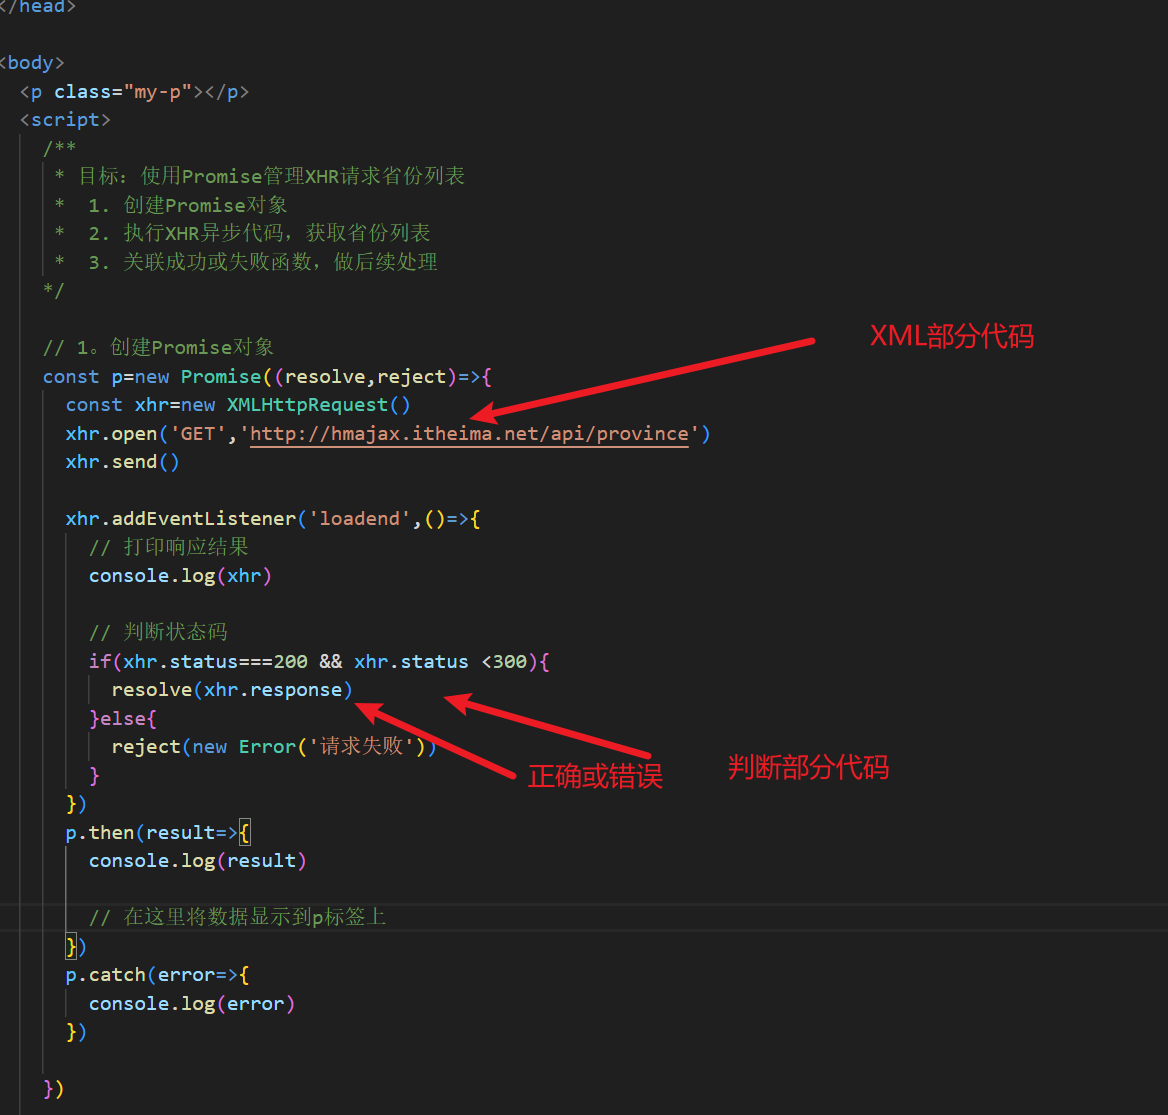 </head>
<body>
<p class="my-p"></p>
<script>
/**
* 目标：使用Promise管理XHR请求省份列表
*  1. 创建Promise对象
*  2. 执行XHR异步代码，获取省份列表
*  3. 关联成功或失败函数，做后续处理
*/
XML部分代码
// 1。创建Promise对象
const p=new Promise((resolve,reject)=>{
const xhr=new XMLHttpRequest()
xhr.open('GET','http://hmajax.itheima.net/api/province')
xhr.send()
xhr.addEventListener('loadend',()=>{
// 打印响应结果
console.log(xhr)
// 判断状态码
if(xhr.status===200 && xhr.status <300){
resolve(xhr.response)
}else{
reject(new Error('请求失败'))
}
正确或错误
判断部分代码
})
p.then(result=>{
console.log(result)
// 在这里将数据显示到p标签上
})
p.catch(error=>{
console.log(error)
})
})